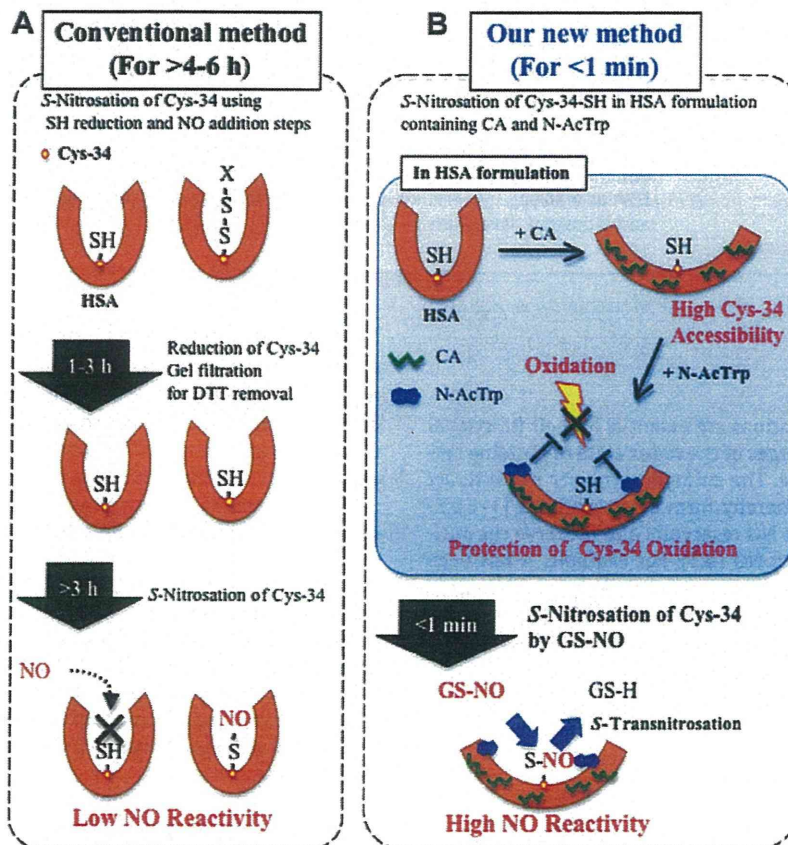 A
Conventional method
(For >4-6 h)
S-Nitrosation of Cys-34 using
SH reduction and NO addition steps
Cys-34
X
S
S
SH
HSA
1-3 h
Reduction of Cys-34
Gel filtration
for DTT removal
SH
SH
>3 h
S-Nitrosation of Cys-34
NO
SH
NO
S
Low NO Reactivity
B
Our new method
(For <1 min)
S-Nitrosation of Cys-34-SH in HSA formulation
containing CA and N-AcTrp
In HSA formulation
+ CA
SH
HSA
SH
High Cys-34
Accessibility
CA
N-AcTrp
Oxidation
+ N-AcTrp
SH
Protection of Cys-34 Oxidation
<1 min
S-Nitrosation of Cys-34
by GS-NO
GS-NO
GS-H
S-Transnitrosation
S-NO
High NO Reactivity